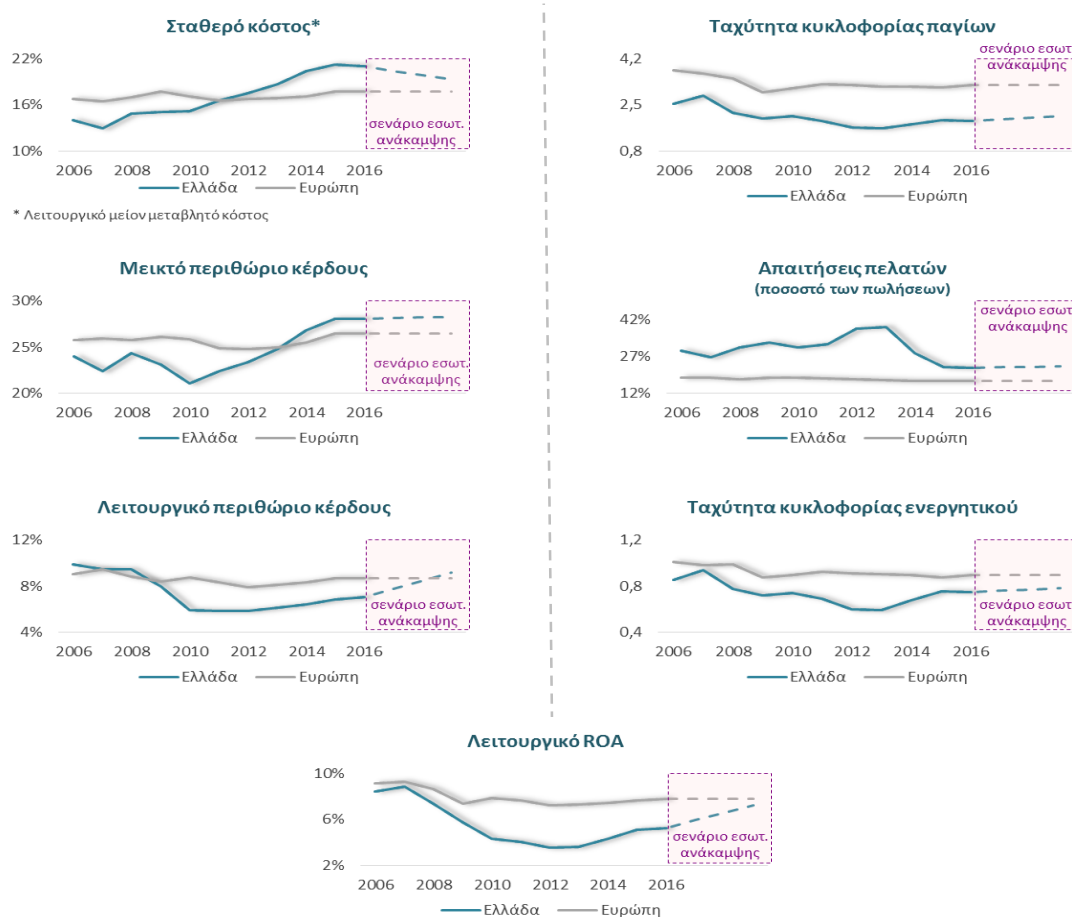 Σταθερό κόστος*
22%
16%
10%
σενάριο εσωτ.
ανάκαμψης
2006 2008 2010 2012 2014 2016
Ελλάδα Ευρώπη
* Λειτουργικό μείον μεταβλητό κόστος
Ταχύτητα κυκλοφορίας παγίων
4,2
2,5
0,8
σενάριο εσωτ.
ανάκαμψης
2006 2008 2010 2012 2014 2016
Ελλάδα Ευρώπη
Μεικτό περιθώριο κέρδους
30%
25%
20%
σενάριο εσωτ.
ανάκαμψης
2006 2008 2010 2012 2014 2016
Ελλάδα Ευρώπη
Απαιτήσεις πελατών
(ποσοστό των πωλήσεων)
42%
27%
12%
σενάριο εσωτ.
ανάκαμψης
2006 2008 2010 2012 2014 2016
Ελλάδα Ευρώπη
Λειτουργικό περιθώριο κέρδους
12%
8%
4%
σενάριο εσωτ.
ανάκαμψης
2006 2008 2010 2012 2014 2016
Ελλάδα Ευρώπη
Ταχύτητα κυκλοφορίας ενεργητικού
1,2
0,8
0,4
σενάριο εσωτ.
ανάκαμψης
2006 2008 2010 2012 2014 2016
Ελλάδα Ευρώπη
Λειτουργικό ROA
10%
6%
2%
σενάριο εσωτ.
ανάκαμψης
2006 2008 2010 2012 2014 2016
Ελλάδα Ευρώπη